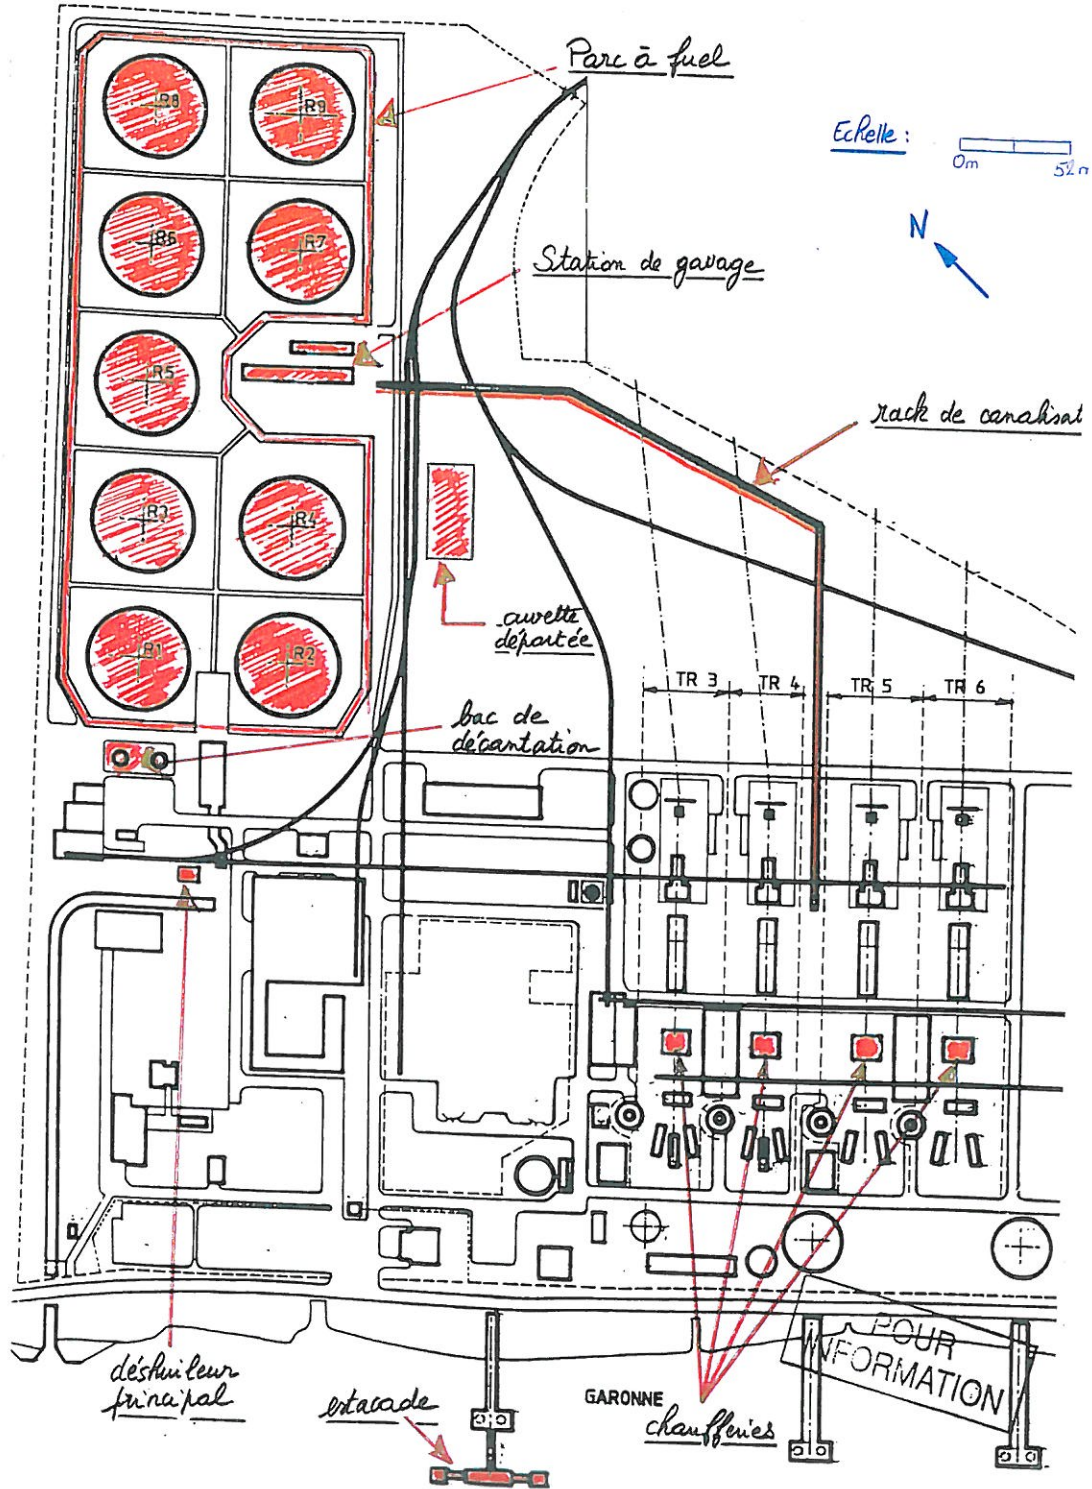 Parc à fuel
R8
R9
Echelle :
0m
52m
N
R6
R7
Station de gavage
R5
rack de canalisat
R3
R4
cuvette
déportée
R1
R2
TR 3
TR 4
TR 5
TR 6
bac de
décantation
déshuileur
principal
estacade
GARONNE
chaufferies
POUR
INFORMATION